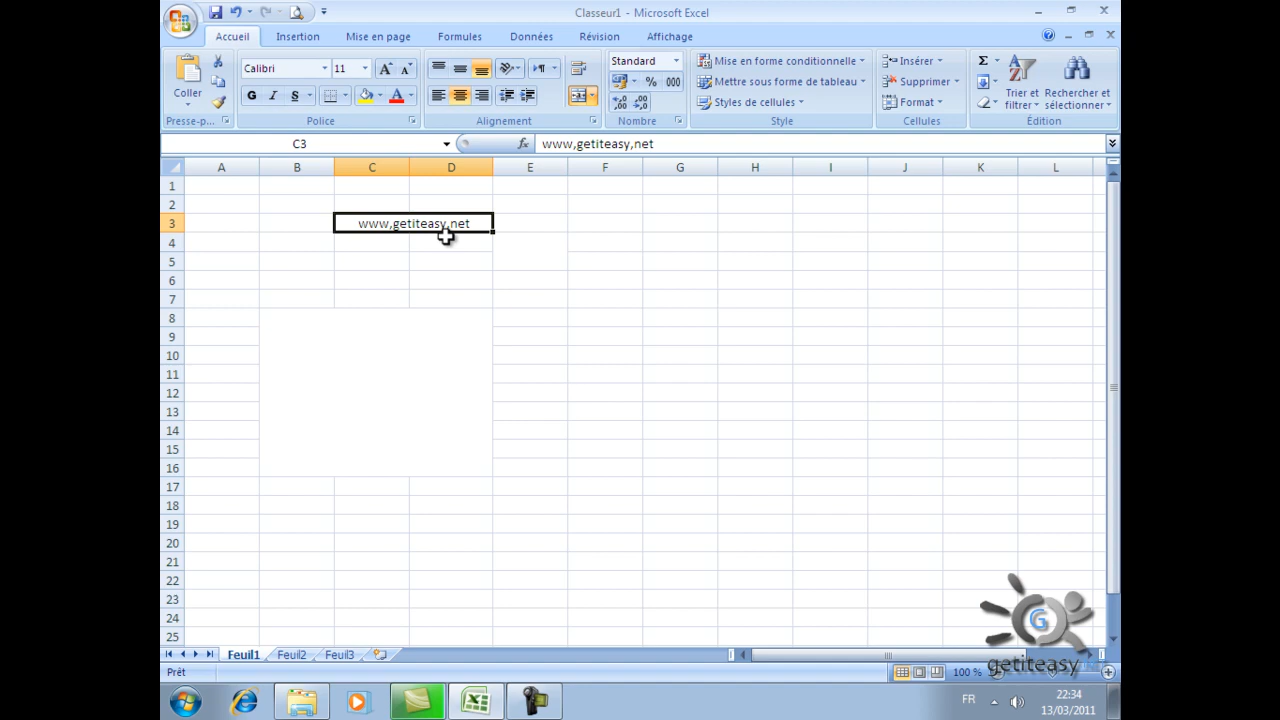 Classeur1 - Microsoft Excel
Accueil Insertion Mise en page Formules Données Révision Affichage
Coller
Presse-p...
Calibri 11
G I S
Police
Alignement
Standard
% 000
Nombre
Mise en forme conditionnelle
Mettre sous forme de tableau
Styles de cellules
Style
Insérer
Supprimer
Format
Cellules
Σ
Trier et filtrer
Rechercher et sélectionner
Édition
C3 fx www,getiteasy,net
A B C D E F G H I J K L
1
2
3 www,getiteasy,net
4
5
6
7
8
9
10
11
12
13
14
15
16
17
18
19
20
21
22
23
24
25
G
getiteasy
Feuil1 Feuil2 Feuil3
Prêt 100 %
FR 22:34
13/03/2011